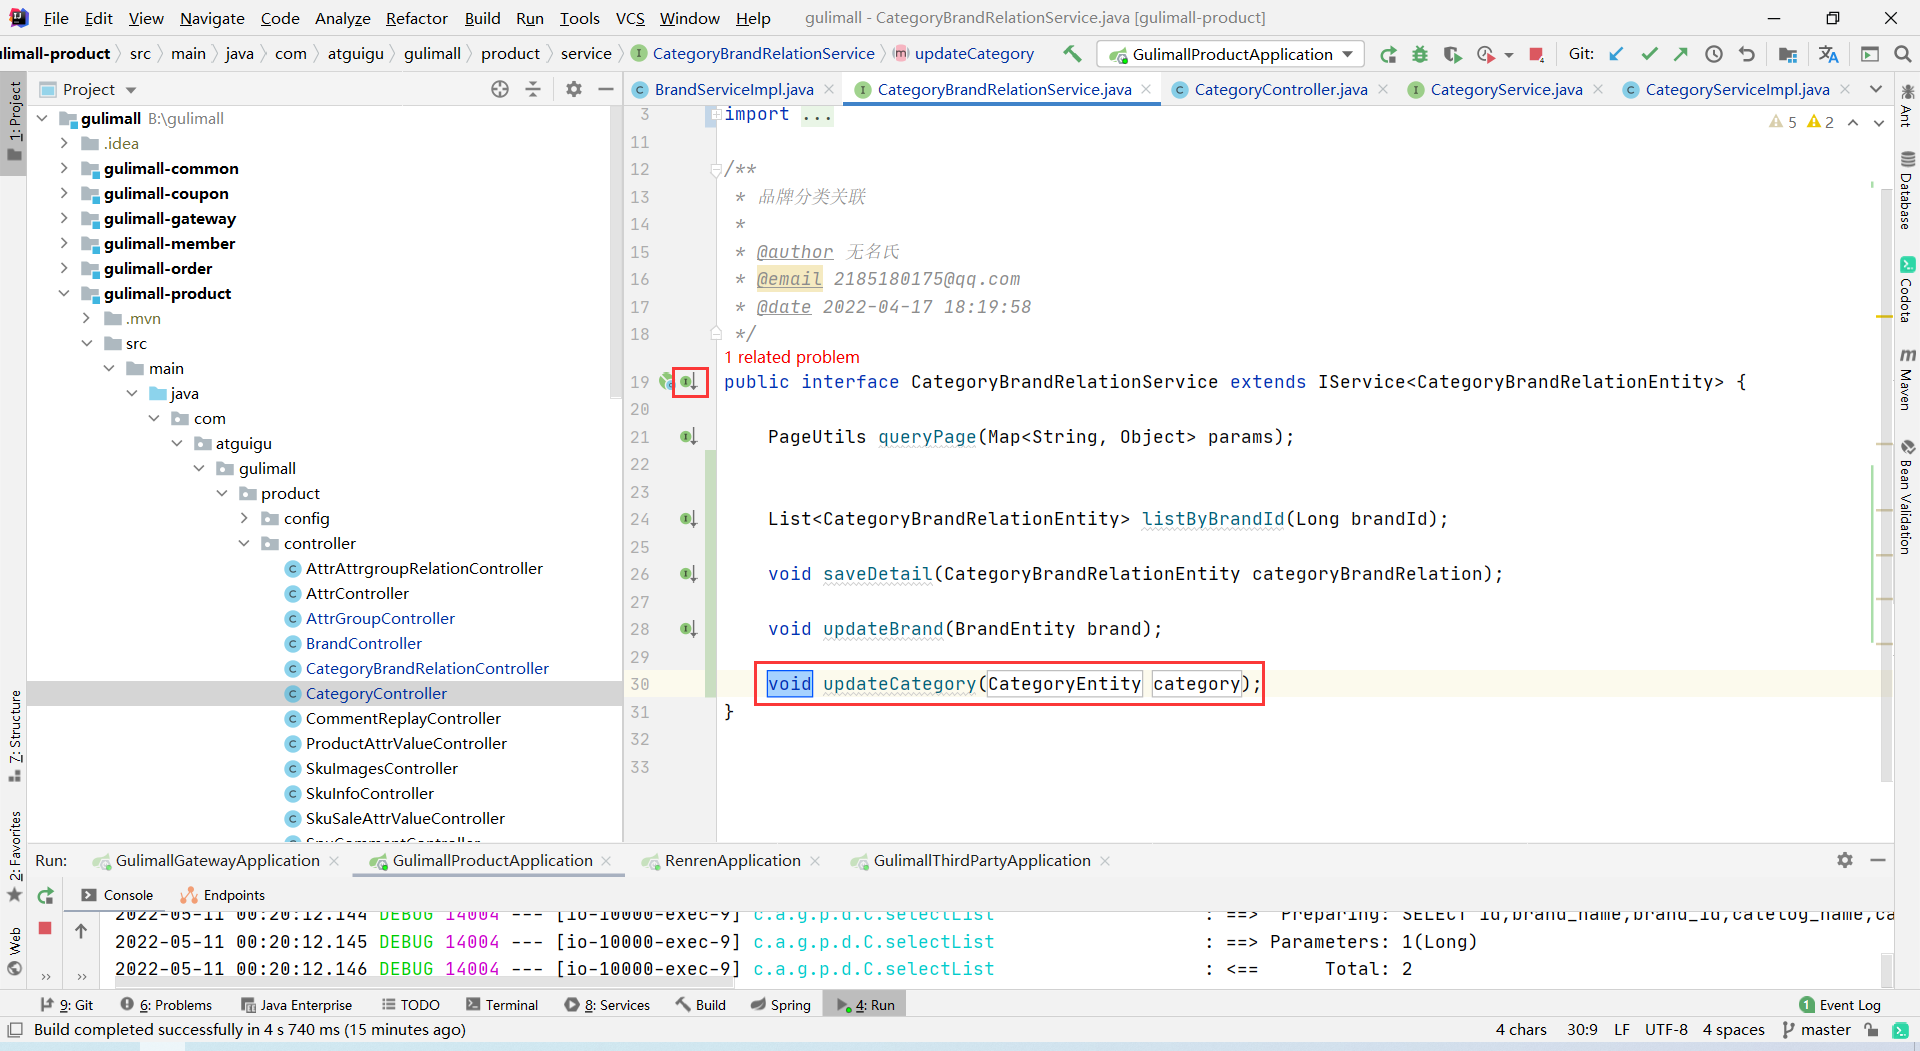 File Edit View Navigate Code Analyze Refactor Build Run Tools VCS Window Help gulimall - CategoryBrandRelationService.java [gulimall-product]
ulimall-product src main java com atguigu gulimall product service CategoryBrandRelationService updateCategory GulimallProductApplication Git:
Project
BrandServiceImpl.java CategoryBrandRelationService.java CategoryController.java CategoryService.java CategoryServiceImpl.java
1: Project
7: Structure
2: Favorites
Web
gulimall B:\gulimall
.idea
gulimall-common
gulimall-coupon
gulimall-gateway
gulimall-member
gulimall-order
gulimall-product
.mvn
src
main
java
com
atguigu
gulimall
product
config
controller
AttrAttrgroupRelationController
AttrController
AttrGroupController
BrandController
CategoryBrandRelationController
CategoryController
CommentReplayController
ProductAttrValueController
SkuImagesController
SkuInfoController
SkuSaleAttrValueController
5 2
3 import ...
11
12 /**
13 * 品牌分类关联
14 *
15 * @author 无名氏
16 * @email 2185180175@qq.com
17 * @date 2022-04-17 18:19:58
18 */
1 related problem
19 public interface CategoryBrandRelationService extends IService<CategoryBrandRelationEntity> {
20
21 PageUtils queryPage(Map<String, Object> params);
22
23
24 List<CategoryBrandRelationEntity> listByBrandId(Long brandId);
25
26 void saveDetail(CategoryBrandRelationEntity categoryBrandRelation);
27
28 void updateBrand(BrandEntity brand);
29
30 void updateCategory(CategoryEntity category);
31 }
32
33
Ant
Database
Codota
Maven
Bean Validation
Run: GulimallGatewayApplication GulimallProductApplication RenrenApplication GulimallThirdPartyApplication
Console Endpoints
2022-05-11 00:20:12.144 DEBUG 14004 --- [io-10000-exec-9] c.a.g.p.d.C.selectList : ==> Preparing: SELECT id,brand_name,brand_id,catelog_name,ca
2022-05-11 00:20:12.145 DEBUG 14004 --- [io-10000-exec-9] c.a.g.p.d.C.selectList : ==> Parameters: 1(Long)
2022-05-11 00:20:12.146 DEBUG 14004 --- [io-10000-exec-9] c.a.g.p.d.C.selectList : <== Total: 2
9: Git 6: Problems Java Enterprise TODO Terminal 8: Services Build Spring 4: Run 1 Event Log
Build completed successfully in 4 s 740 ms (15 minutes ago) 4 chars 30:9 LF UTF-8 4 spaces master